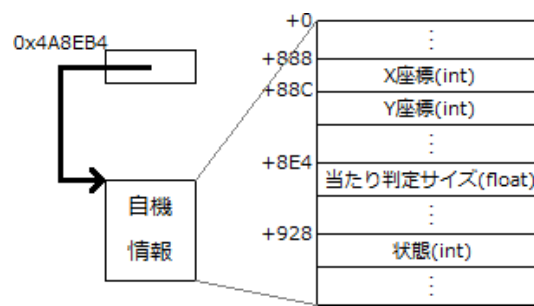 0x4A8EB4
自機
情報
+0
⋮
+888
X座標(int)
+88C
Y座標(int)
⋮
+8E4
当たり判定サイズ(float)
⋮
+928
状態(int)
⋮